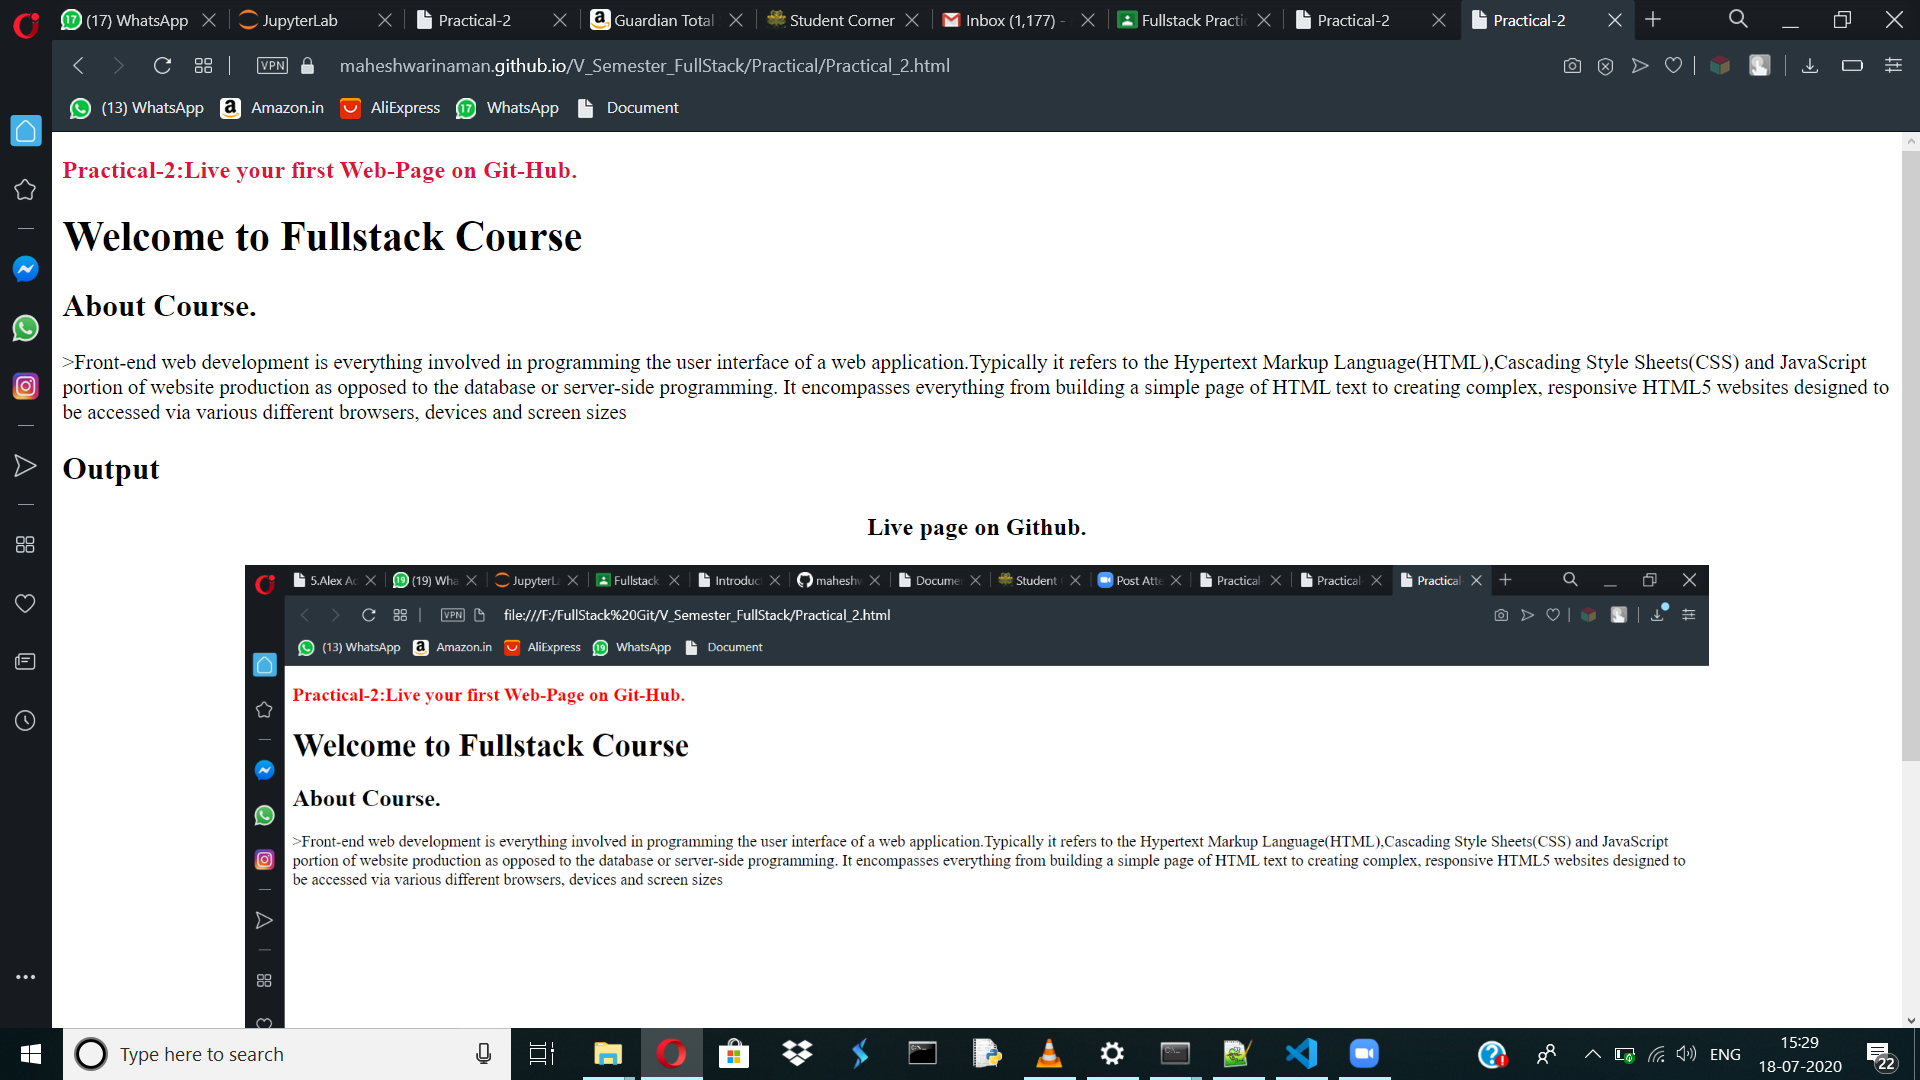 (17) WhatsApp
JupyterLab
Practical-2
Guardian Total
Student Corner
Inbox (1,177) -
Fullstack Practi
Practical-2
Practical-2
VPN
maheshwarinaman.github.io/V_Semester_FullStack/Practical/Practical_2.html
(13) WhatsApp
Amazon.in
AliExpress
17 WhatsApp
Document
Practical-2:Live your first Web-Page on Git-Hub.
Welcome to Fullstack Course
About Course.
>Front-end web development is everything involved in programming the user interface of a web application.Typically it refers to the Hypertext Markup Language(HTML),Cascading Style Sheets(CSS) and JavaScript
portion of website production as opposed to the database or server-side programming. It encompasses everything from building a simple page of HTML text to creating complex, responsive HTML5 websites designed to
be accessed via various different browsers, devices and screen sizes
Output
Live page on Github.
5.Alex Ac
(19) Wha
JupyterL
Fullstack
Introduc
maheshw
Docume
Student
Post Atte
Practical
Practical
Practical
VPN
file:///F:/FullStack%20Git/V_Semester_FullStack/Practical_2.html
(13) WhatsApp
Amazon.in
AliExpress
19 WhatsApp
Document
Practical-2:Live your first Web-Page on Git-Hub.
Welcome to Fullstack Course
About Course.
>Front-end web development is everything involved in programming the user interface of a web application.Typically it refers to the Hypertext Markup Language(HTML),Cascading Style Sheets(CSS) and JavaScript
portion of website production as opposed to the database or server-side programming. It encompasses everything from building a simple page of HTML text to creating complex, responsive HTML5 websites designed to
be accessed via various different browsers, devices and screen sizes
Type here to search
ENG
15:29
18-07-2020
22